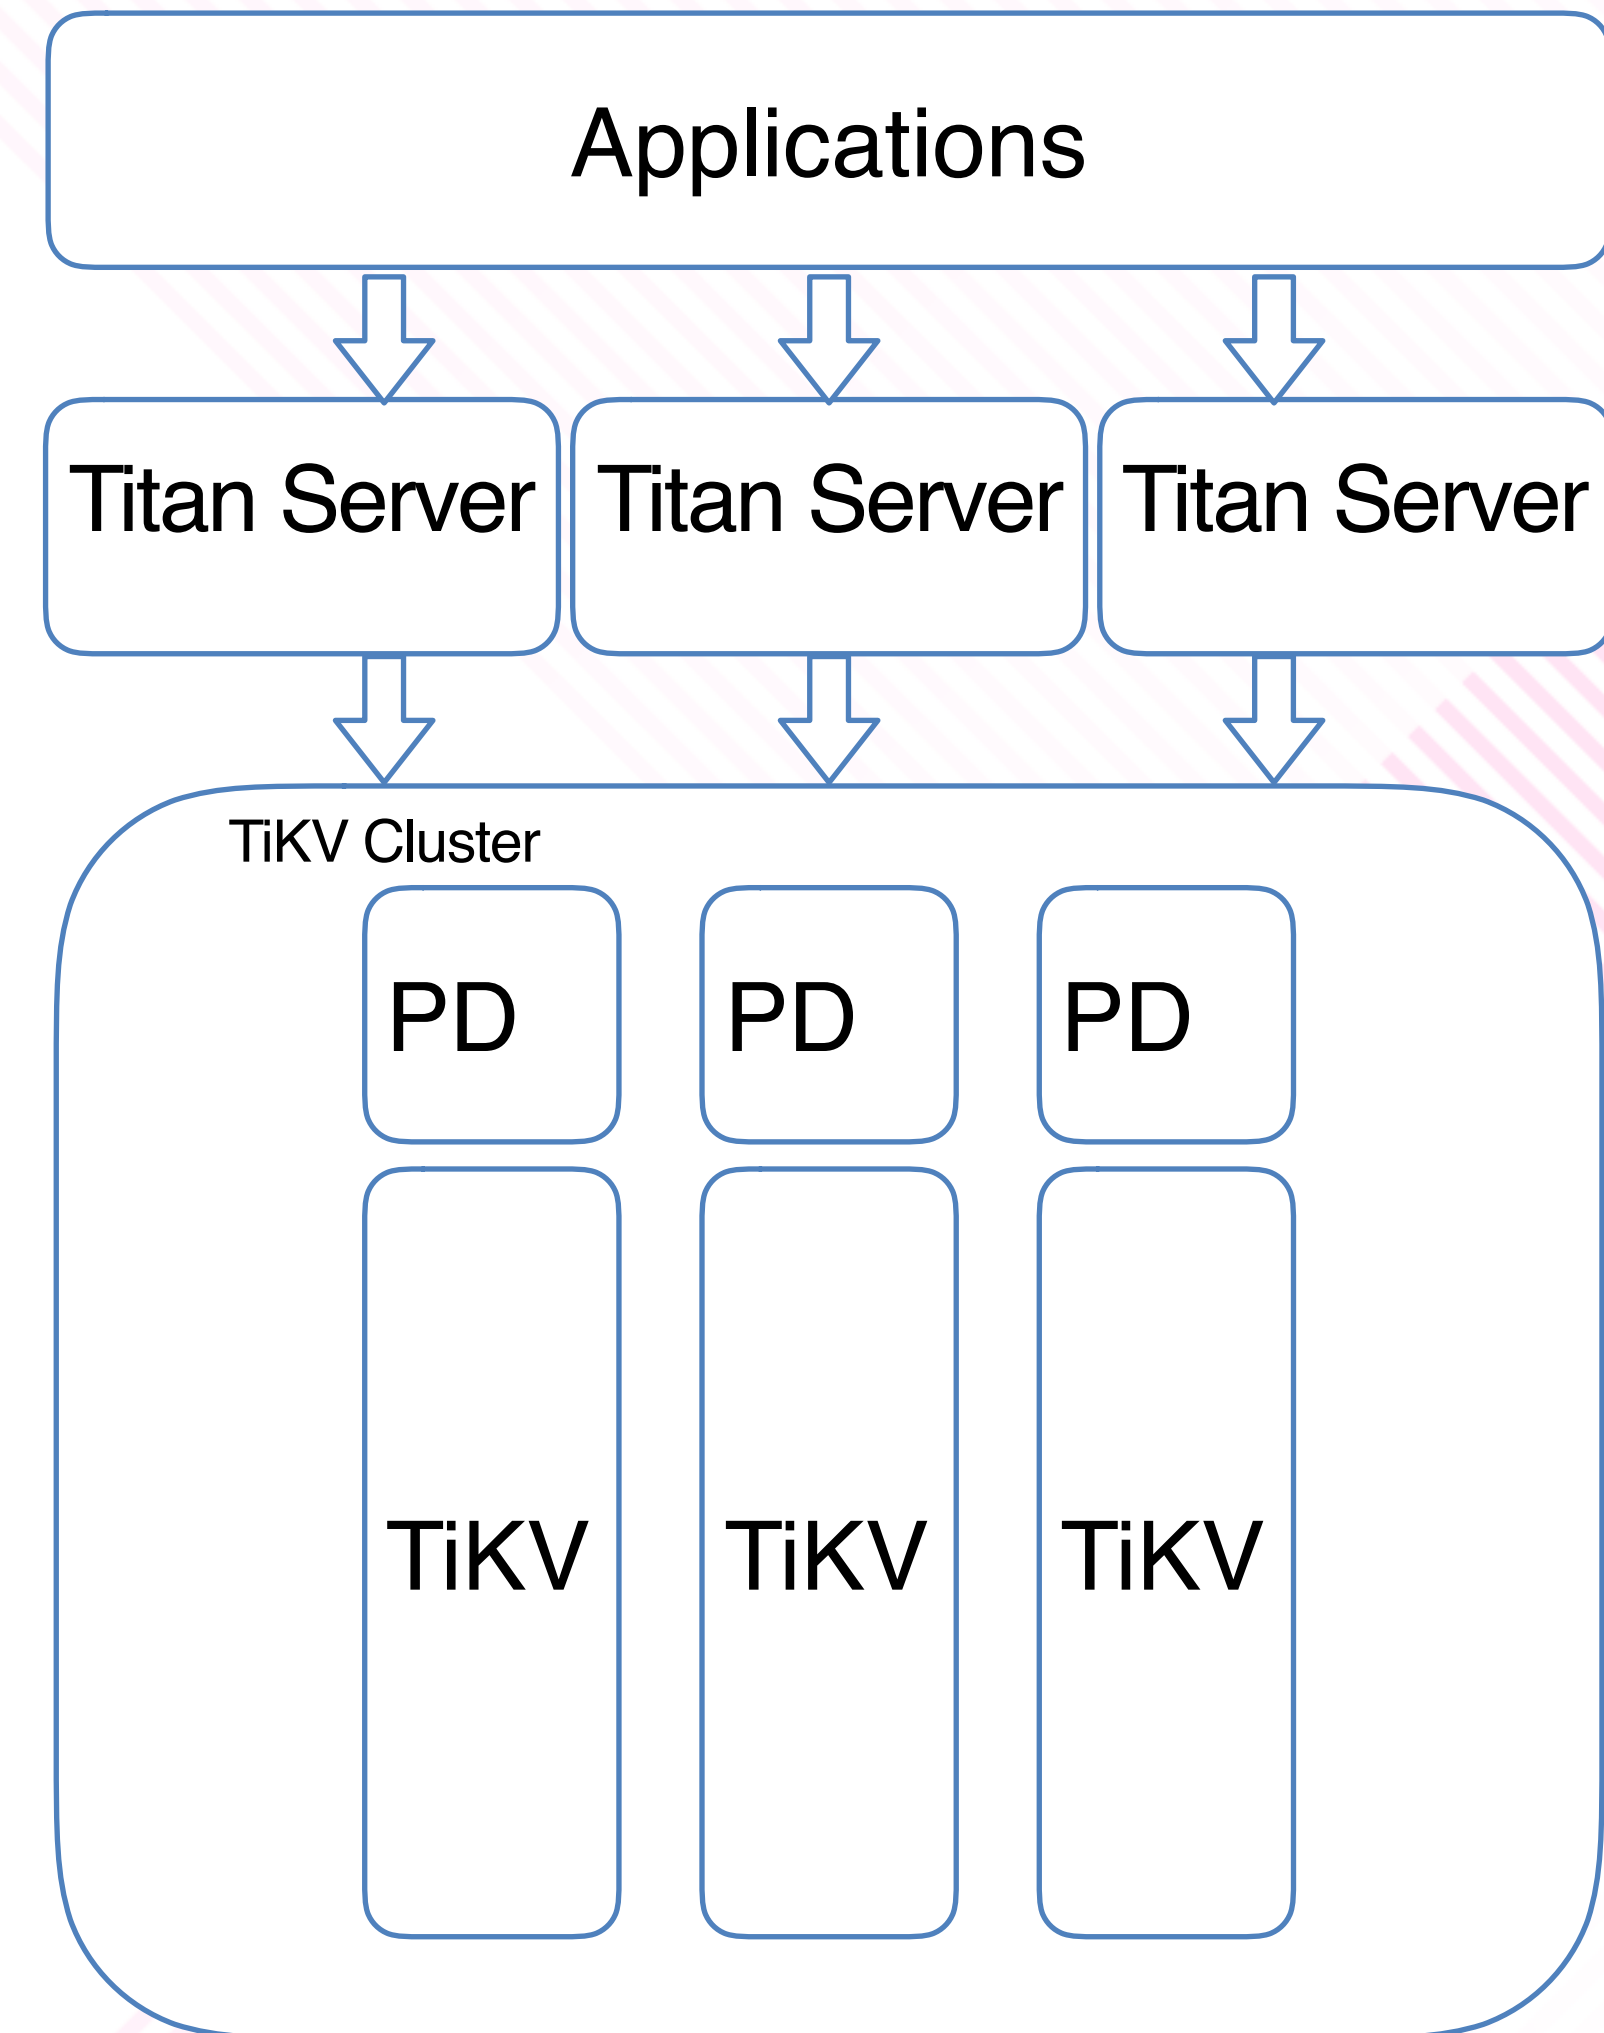 Applications
Titan Server Titan Server Titan Server
TiKV Cluster
PD PD PD
TiKV TiKV TiKV